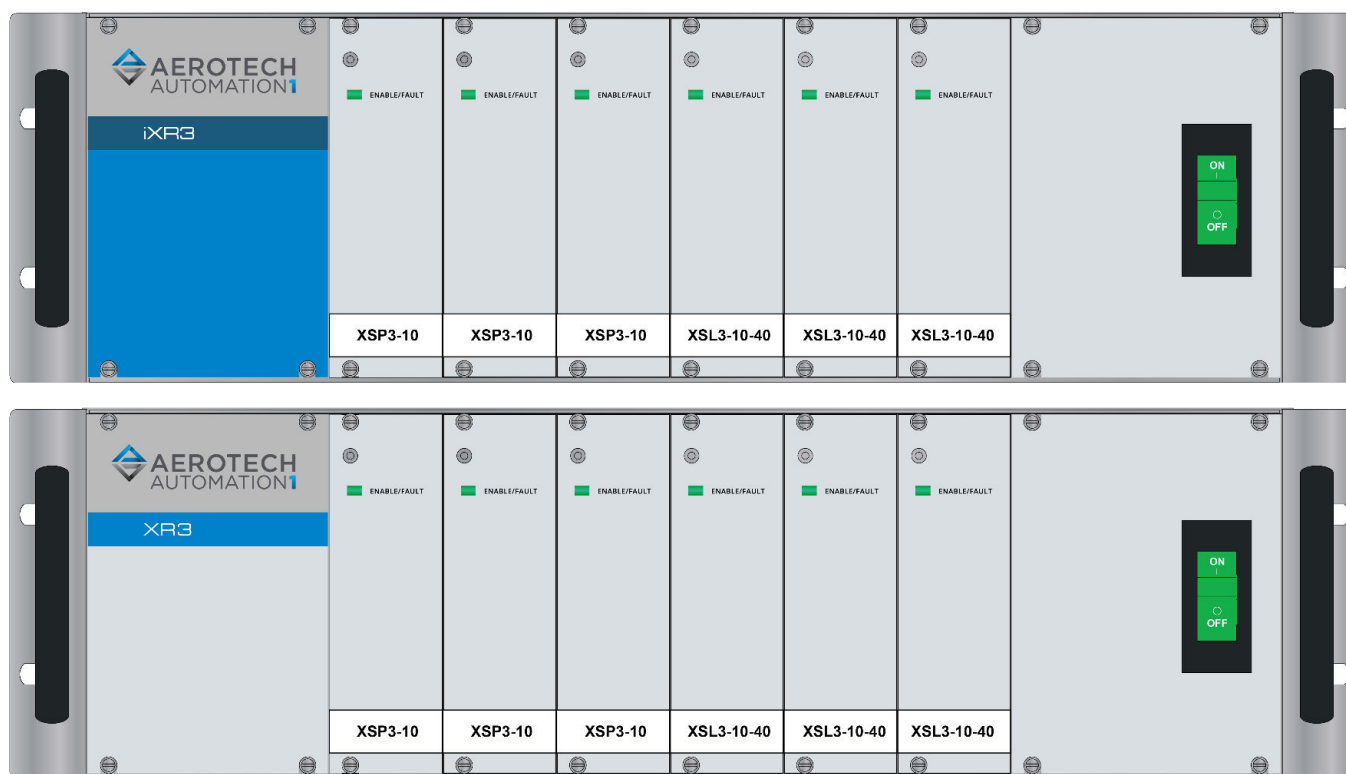 AEROTECH
AUTOMATION1
iXR3
ENABLE/FAULT ENABLE/FAULT ENABLE/FAULT ENABLE/FAULT ENABLE/FAULT ENABLE/FAULT
ON
OFF
XSP3-10 XSP3-10 XSP3-10 XSL3-10-40 XSL3-10-40 XSL3-10-40
AEROTECH
AUTOMATION1
XR3
ENABLE/FAULT ENABLE/FAULT ENABLE/FAULT ENABLE/FAULT ENABLE/FAULT ENABLE/FAULT
ON
OFF
XSP3-10 XSP3-10 XSP3-10 XSL3-10-40 XSL3-10-40 XSL3-10-40